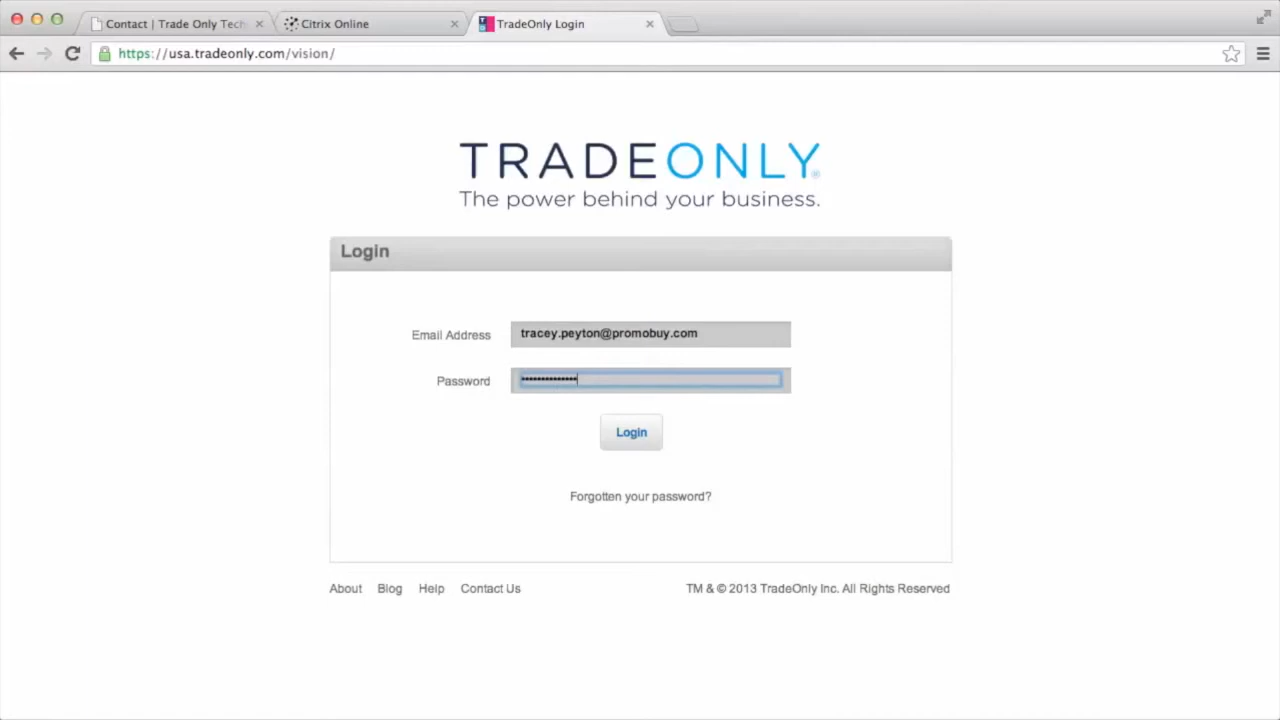 Contact | Trade Only Tech
Citrix Online
TradeOnly Login
https://usa.tradeonly.com/vision/
TRADEONLY®
The power behind your business.
Login
Email Address
tracey.peyton@promobuy.com
Password
••••••••••••••
Login
Forgotten your password?
About Blog Help Contact Us
TM & © 2013 TradeOnly Inc. All Rights Reserved